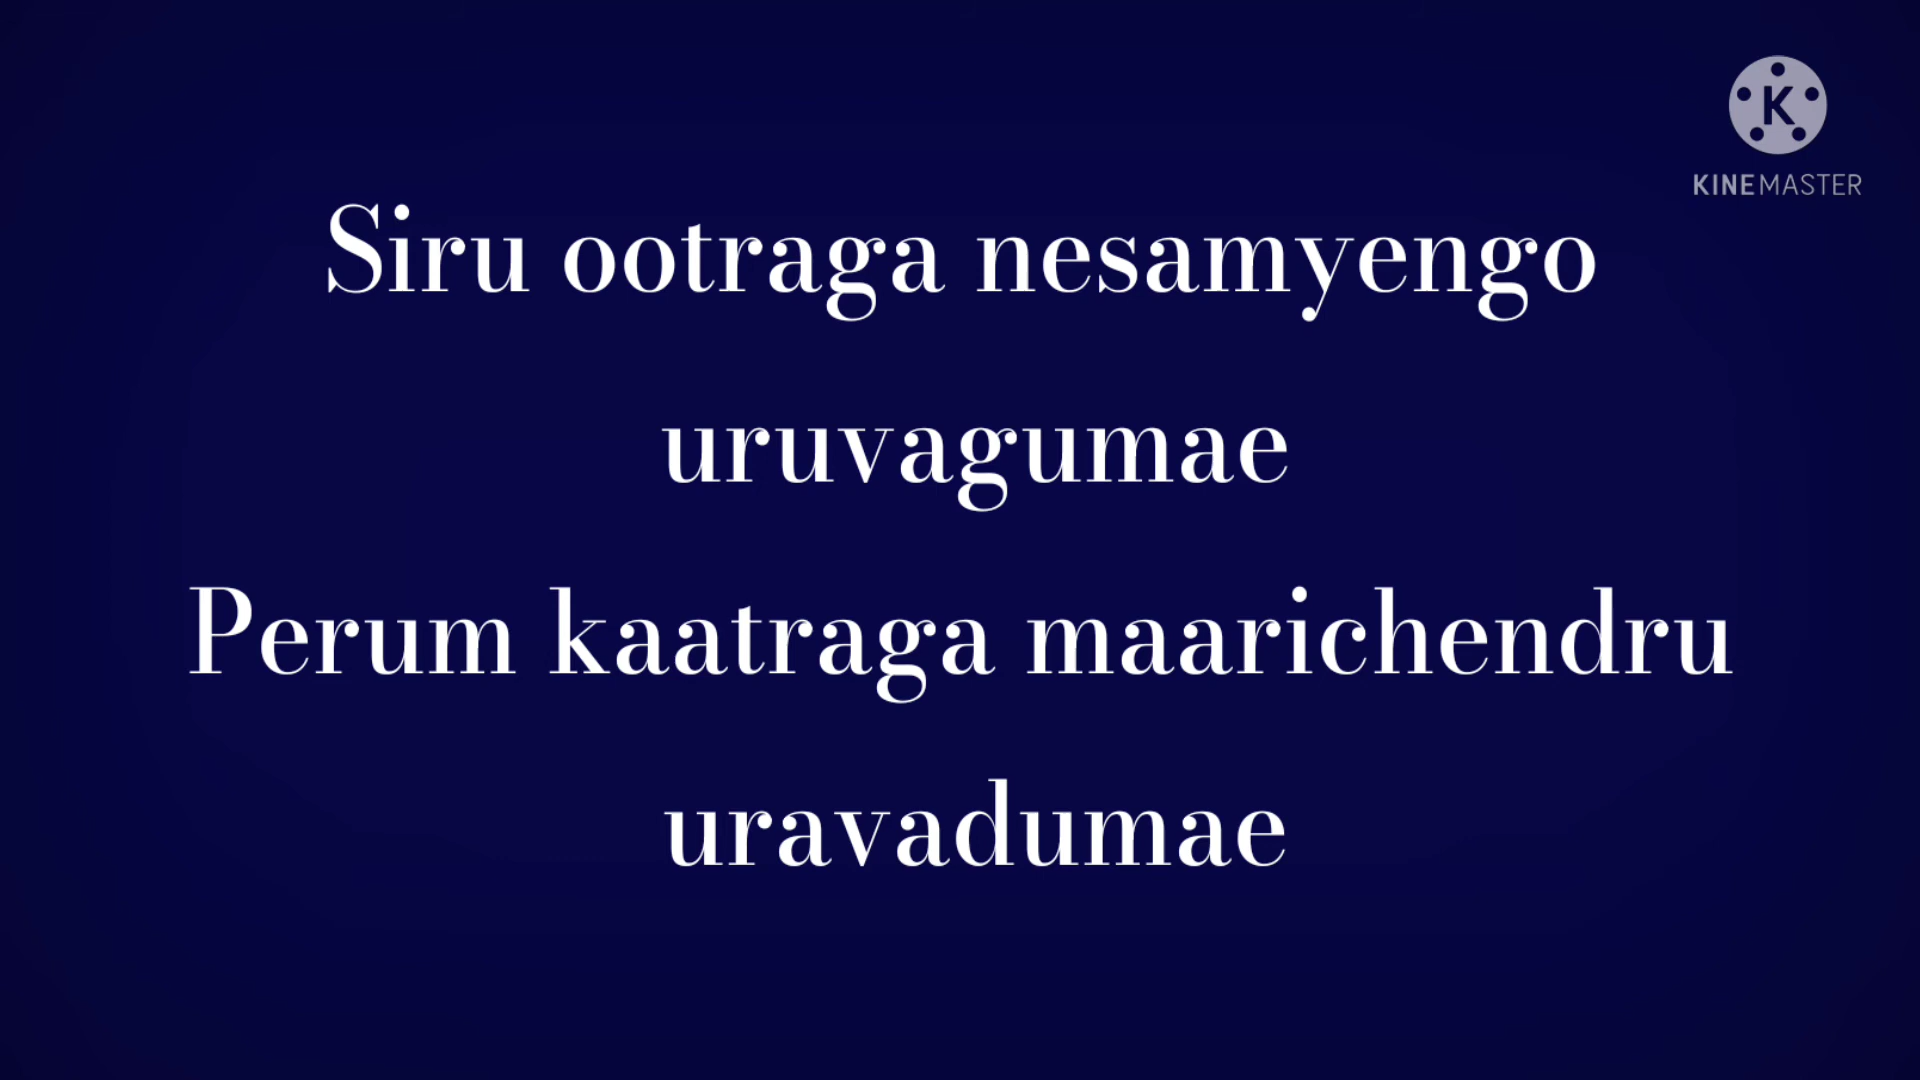 K
KINEMASTER
Siru ootraga nesamyengo
uruvagumae
Perum kaatraga maarichendru
uravadumae